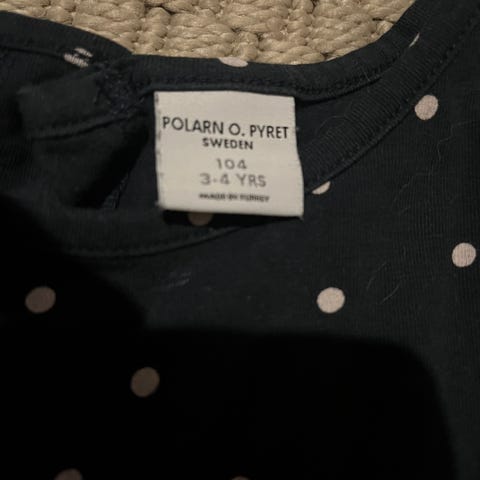 POLARN O. PYRET
SWEDEN
104
3-4 YRS
MADE IN TURKEY